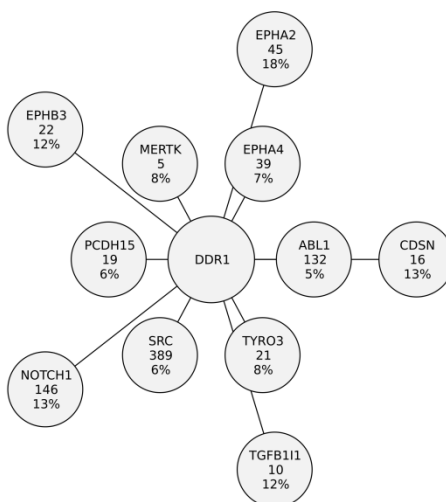 EPHA2
45
18%
EPHB3
22
12%
MERTK
5
8%
EPHA4
39
7%
PCDH15
19
6%
DDR1
ABL1
132
5%
CDSN
16
13%
SRC
389
6%
TYRO3
21
8%
NOTCH1
146
13%
TGFB1I1
10
12%